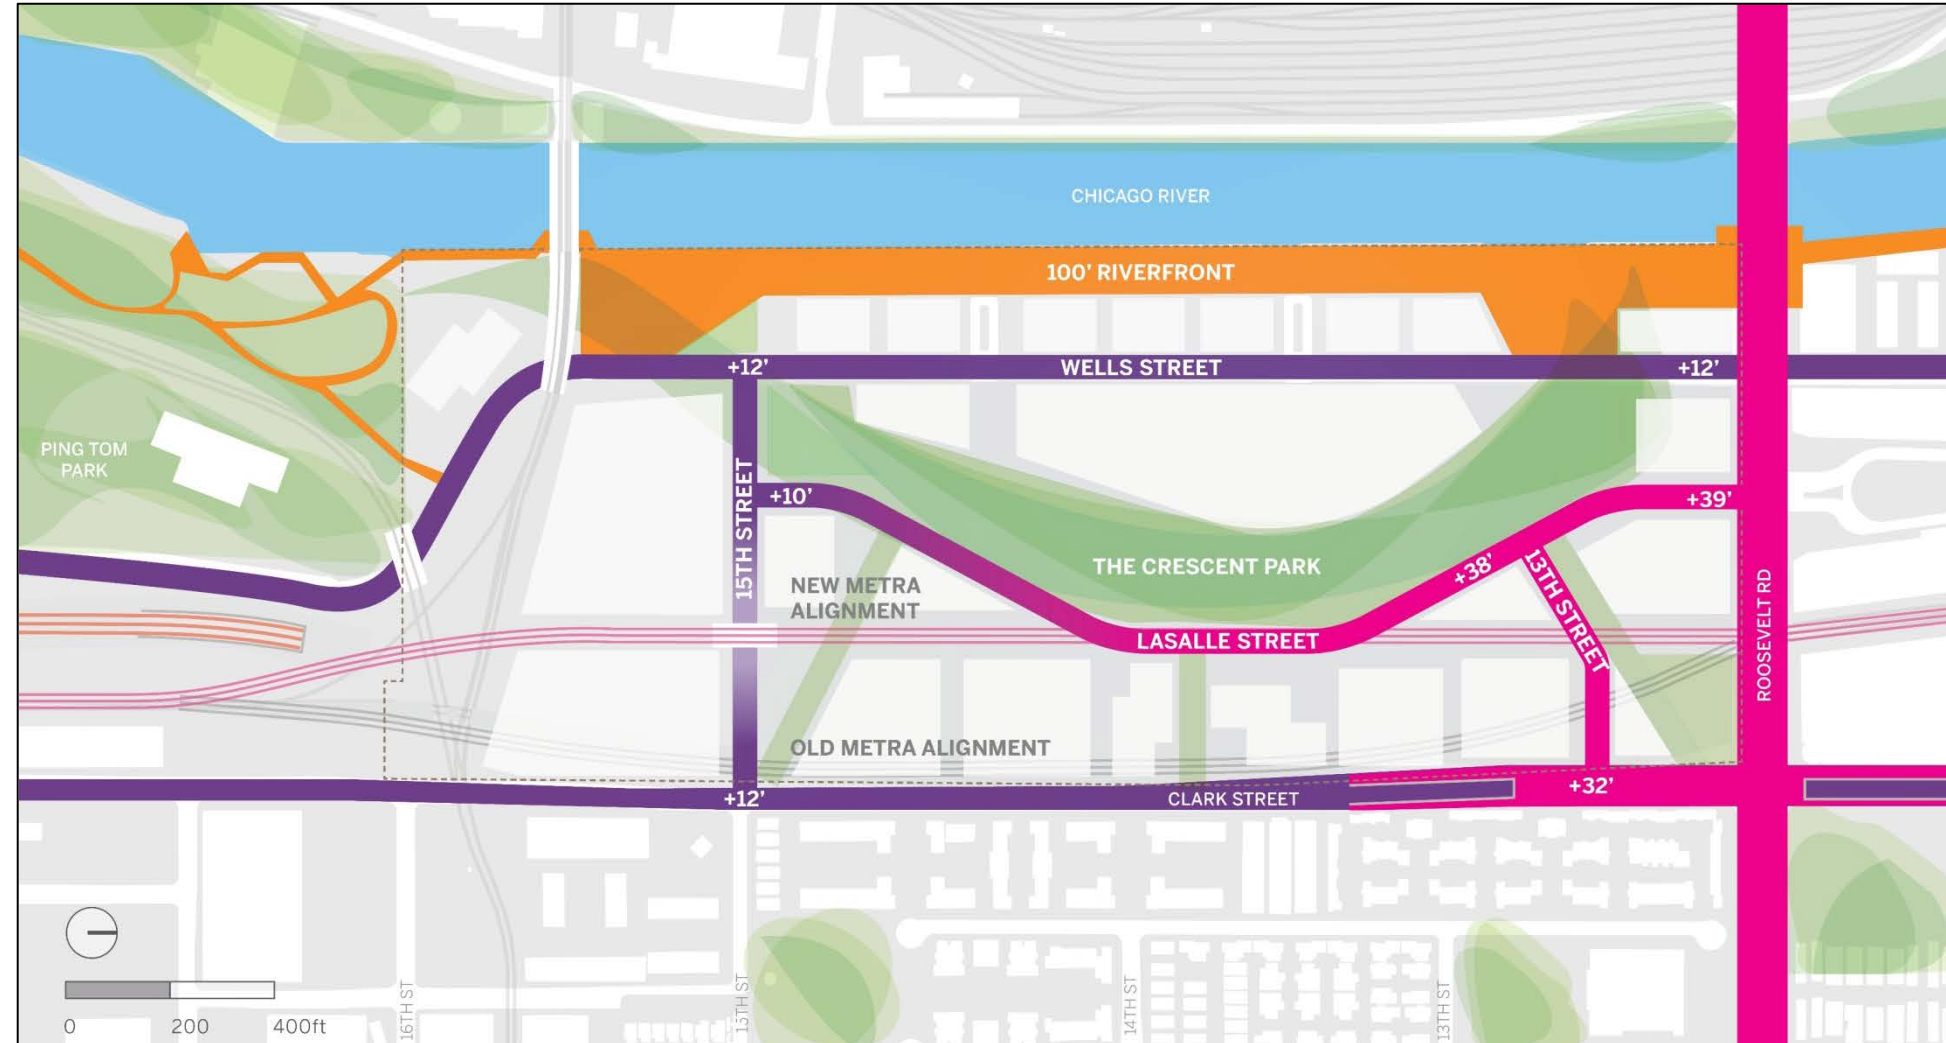 CHICAGO RIVER
100' RIVERFRONT
+12'
WELLS STREET
+12'
PING TOM
PARK
15TH STREET
+10'
+39'
THE CRESCENT PARK
+38'
13TH STREET
NEW METRA
ALIGNMENT
LASALLE STREET
ROOSEVELT RD
OLD METRA ALIGNMENT
+12'
CLARK STREET
+32'
16TH ST
15TH ST
14TH ST
13TH ST
0 200 400ft